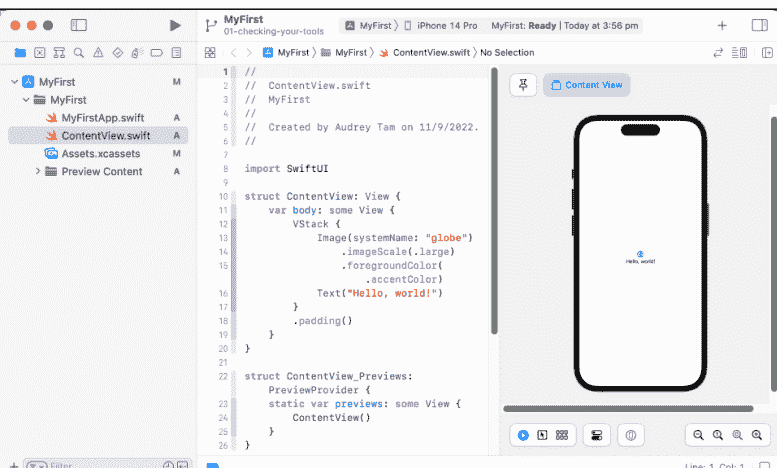 MyFirst
01-checking-your-tools
MyFirst
iPhone 14 Pro
MyFirst: Ready | Today at 3:56 pm
MyFirst
M
MyFirst
MyFirstApp.swift
A
ContentView.swift
A
Assets.xcassets
M
Preview Content
A
Filter
MyFirst
MyFirst
ContentView.swift
No Selection
1 //
2 //  ContentView.swift
3 //  MyFirst
4 //
5 //  Created by Audrey Tam on 11/9/2022.
6 //
7
8 import SwiftUI
9
10 struct ContentView: View {
11     var body: some View {
12         VStack {
13             Image(systemName: "globe")
14                 .imageScale(.large)
15                 .foregroundColor(
                    .accentColor)
16             Text("Hello, world!")
17         }
18         .padding()
19     }
20 }
21
22 struct ContentView_Previews:
    PreviewProvider {
23     static var previews: some View {
24         ContentView()
25     }
26 }
Content View
Hello, world!
Line: 1 Col: 1